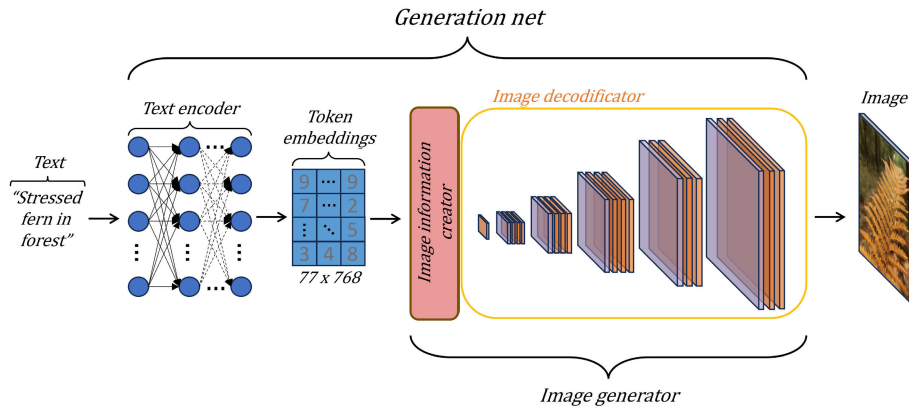 Generation net
Text encoder
Token
embeddings
Image decodificator
Image
Text
“Stressed
fern in
forest”
9 ... 9
7 ... 2
⋮ ⋱ 5
3 4 8
77 x 768
Image information
creator
Image generator